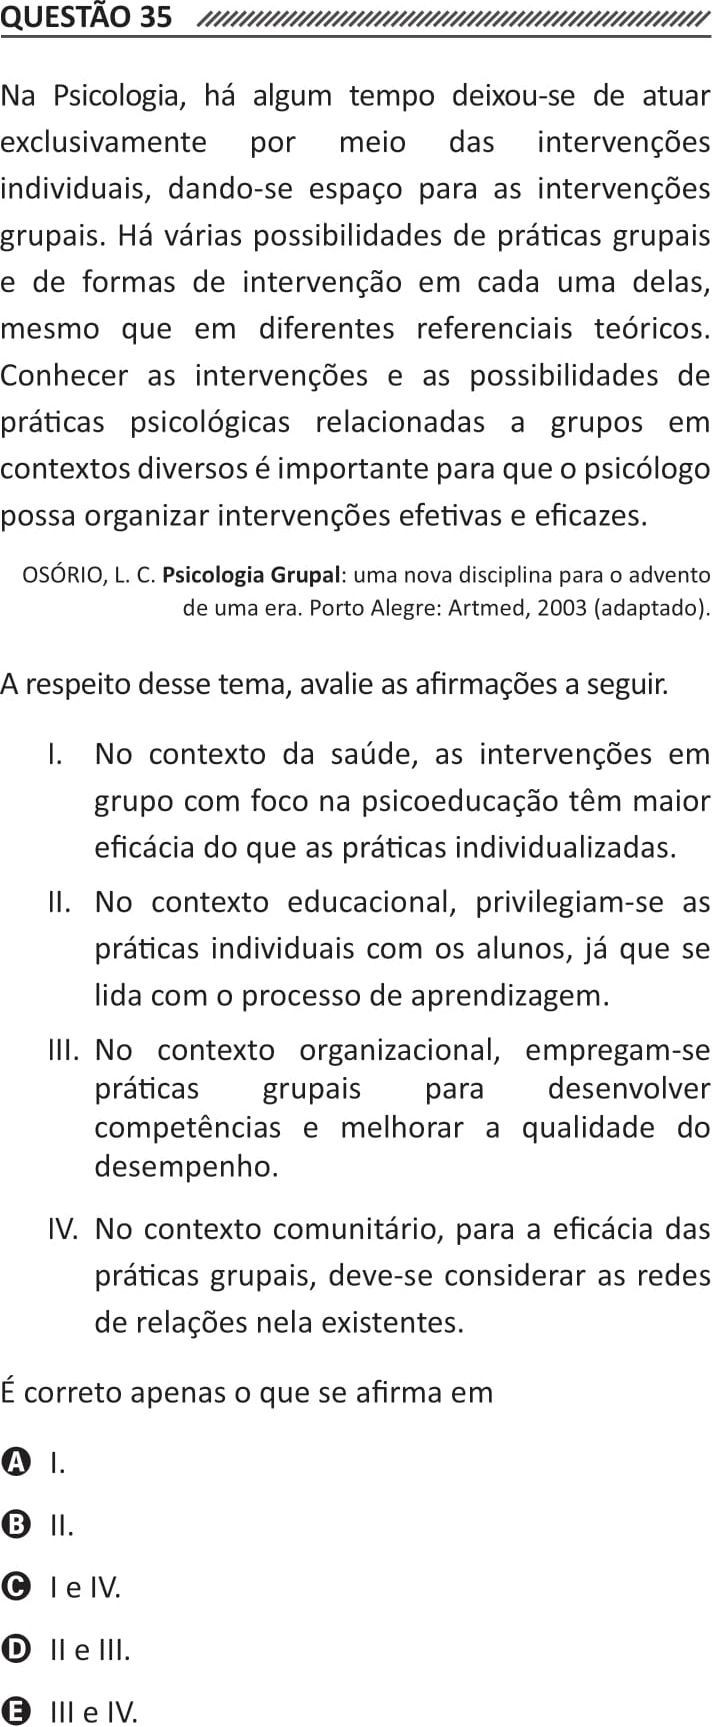 QUESTÃO 35
Na Psicologia, há algum tempo deixou-se de atuar
exclusivamente por meio das intervenções
individuais, dando-se espaço para as intervenções
grupais. Há várias possibilidades de práticas grupais
e de formas de intervenção em cada uma delas,
mesmo que em diferentes referenciais teóricos.
Conhecer as intervenções e as possibilidades de
práticas psicológicas relacionadas a grupos em
contextos diversos é importante para que o psicólogo
possa organizar intervenções efetivas e eficazes.
OSÓRIO, L. C. Psicologia Grupal: uma nova disciplina para o advento
de uma era. Porto Alegre: Artmed, 2003 (adaptado).
A respeito desse tema, avalie as afirmações a seguir.
I. No contexto da saúde, as intervenções em
grupo com foco na psicoeducação têm maior
eficácia do que as práticas individualizadas.
II. No contexto educacional, privilegiam-se as
práticas individuais com os alunos, já que se
lida com o processo de aprendizagem.
III. No contexto organizacional, empregam-se
práticas grupais para desenvolver
competências e melhorar a qualidade do
desempenho.
IV. No contexto comunitário, para a eficácia das
práticas grupais, deve-se considerar as redes
de relações nela existentes.
É correto apenas o que se afirma em
A I.
B II.
C I e IV.
D II e III.
E III e IV.